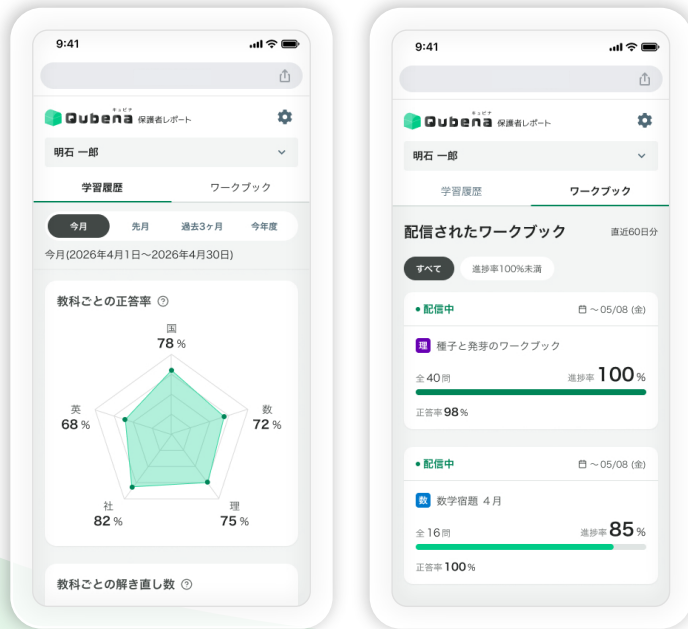 9:41
キュビナ
Qubena 保護者レポート
明石 一郎
学習履歴 ワークブック
今月 先月 過去3ヶ月 今年度
今月(2026年4月1日〜2026年4月30日)
教科ごとの正答率 ?
国
78 %
英
68 %
数
72 %
社
82 %
理
75 %
教科ごとの解き直し数 ?
9:41
キュビナ
Qubena 保護者レポート
明石 一郎
学習履歴 ワークブック
配信されたワークブック 直近60日分
すべて 進捗率100%未満
配信中 〜05/08 (金)
理 種子と発芽のワークブック
全40問 進捗率 100%
正答率98%
配信中 〜05/08 (金)
数 数学宿題 4月
全16問 進捗率 85%
正答率100%